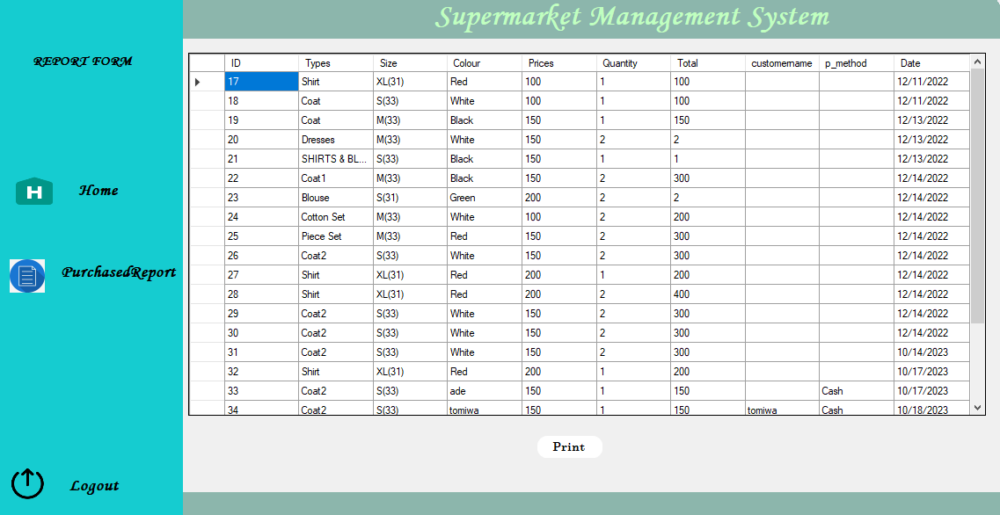 Supermarket Management System
REPORT FORM
Home
PurchasedReport
Logout
ID Types Size Colour Prices Quantity Total customername p_method Date
17 Shirt XL(31) Red 100 1 100 12/11/2022
18 Coat S(33) White 100 1 100 12/11/2022
19 Coat M(33) Black 150 1 150 12/13/2022
20 Dresses M(33) White 150 2 2 12/13/2022
21 SHIRTS & BL... S(33) Black 150 1 1 12/13/2022
22 Coat1 M(33) Black 150 2 300 12/14/2022
23 Blouse S(31) Green 200 2 2 12/14/2022
24 Cotton Set M(33) White 100 2 200 12/14/2022
25 Piece Set M(33) Red 150 2 300 12/14/2022
26 Coat2 S(33) White 150 2 300 12/14/2022
27 Shirt XL(31) Red 200 1 200 12/14/2022
28 Shirt XL(31) Red 200 2 400 12/14/2022
29 Coat2 S(33) White 150 2 300 12/14/2022
30 Coat2 S(33) White 150 2 300 12/14/2022
31 Coat2 S(33) White 150 2 300 10/14/2023
32 Shirt XL(31) Red 200 1 200 10/17/2023
33 Coat2 S(33) ade 150 1 150 Cash 10/17/2023
34 Coat2 S(33) tomiwa 150 1 150 tomiwa Cash 10/18/2023
Print